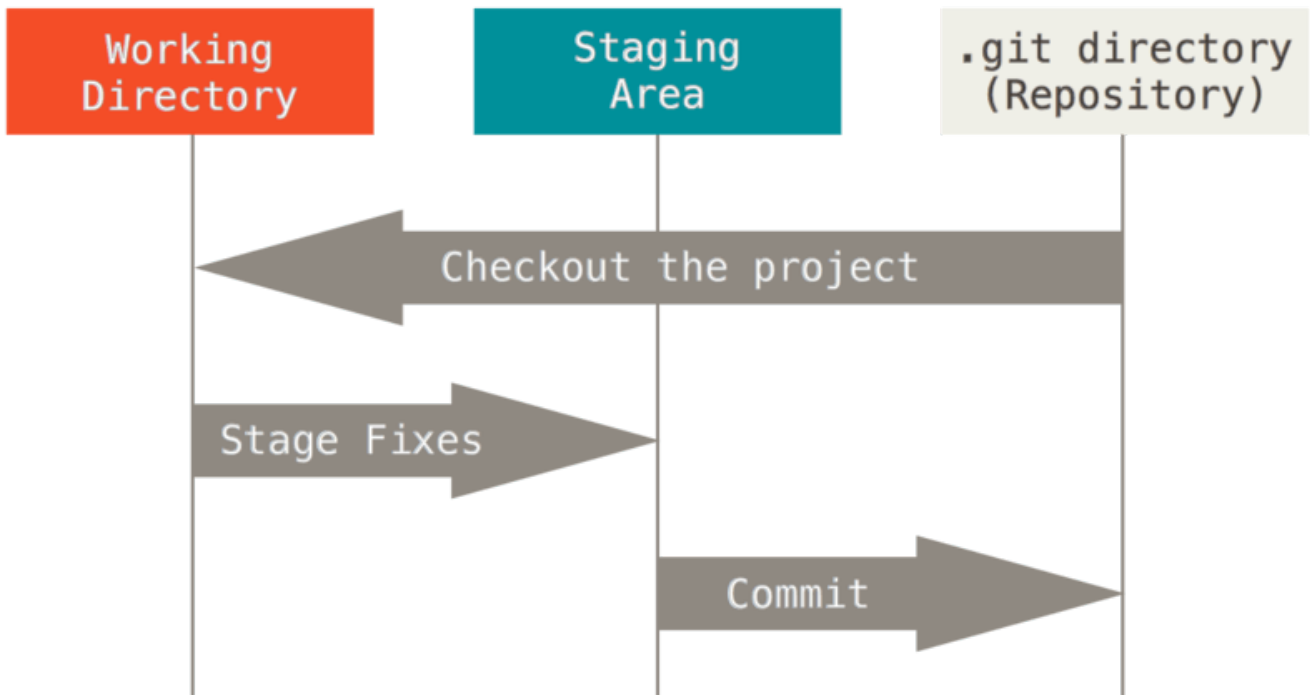 Working
Directory
Staging
Area
.git directory
(Repository)
Checkout the project
Stage Fixes
Commit